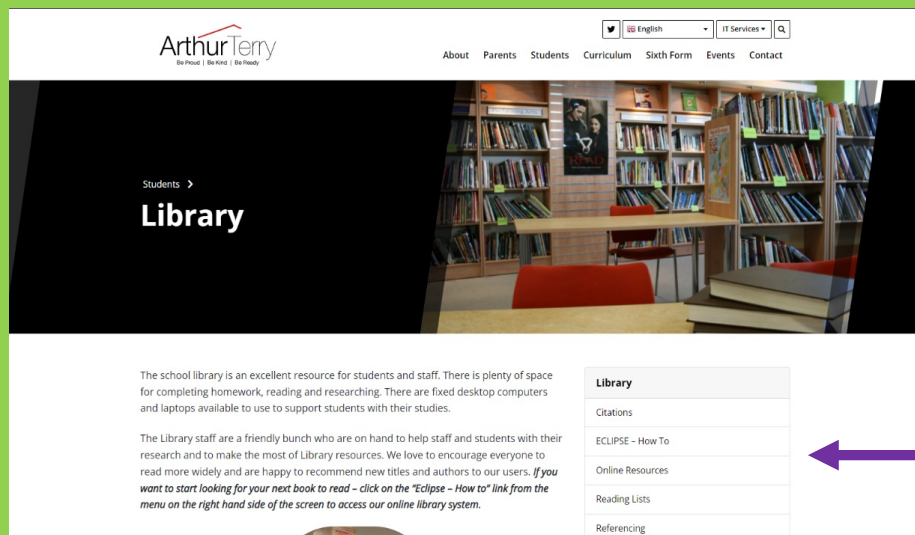 ArthurTerry
Be Proud | Be Kind | Be Ready
English
IT Services
About Parents Students Curriculum Sixth Form Events Contact
READ
Students >
Library
The school library is an excellent resource for students and staff. There is plenty of space
for completing homework, reading and researching. There are fixed desktop computers
and laptops available to use to support students with their studies.
The Library staff are a friendly bunch who are on hand to help staff and students with their
research and to make the most of Library resources. We love to encourage everyone to
read more widely and are happy to recommend new titles and authors to our users. If you
want to start looking for your next book to read – click on the “Eclipse – How to” link from the
menu on the right hand side of the screen to access our online library system.
Library
Citations
ECLIPSE – How To
Online Resources
Reading Lists
Referencing